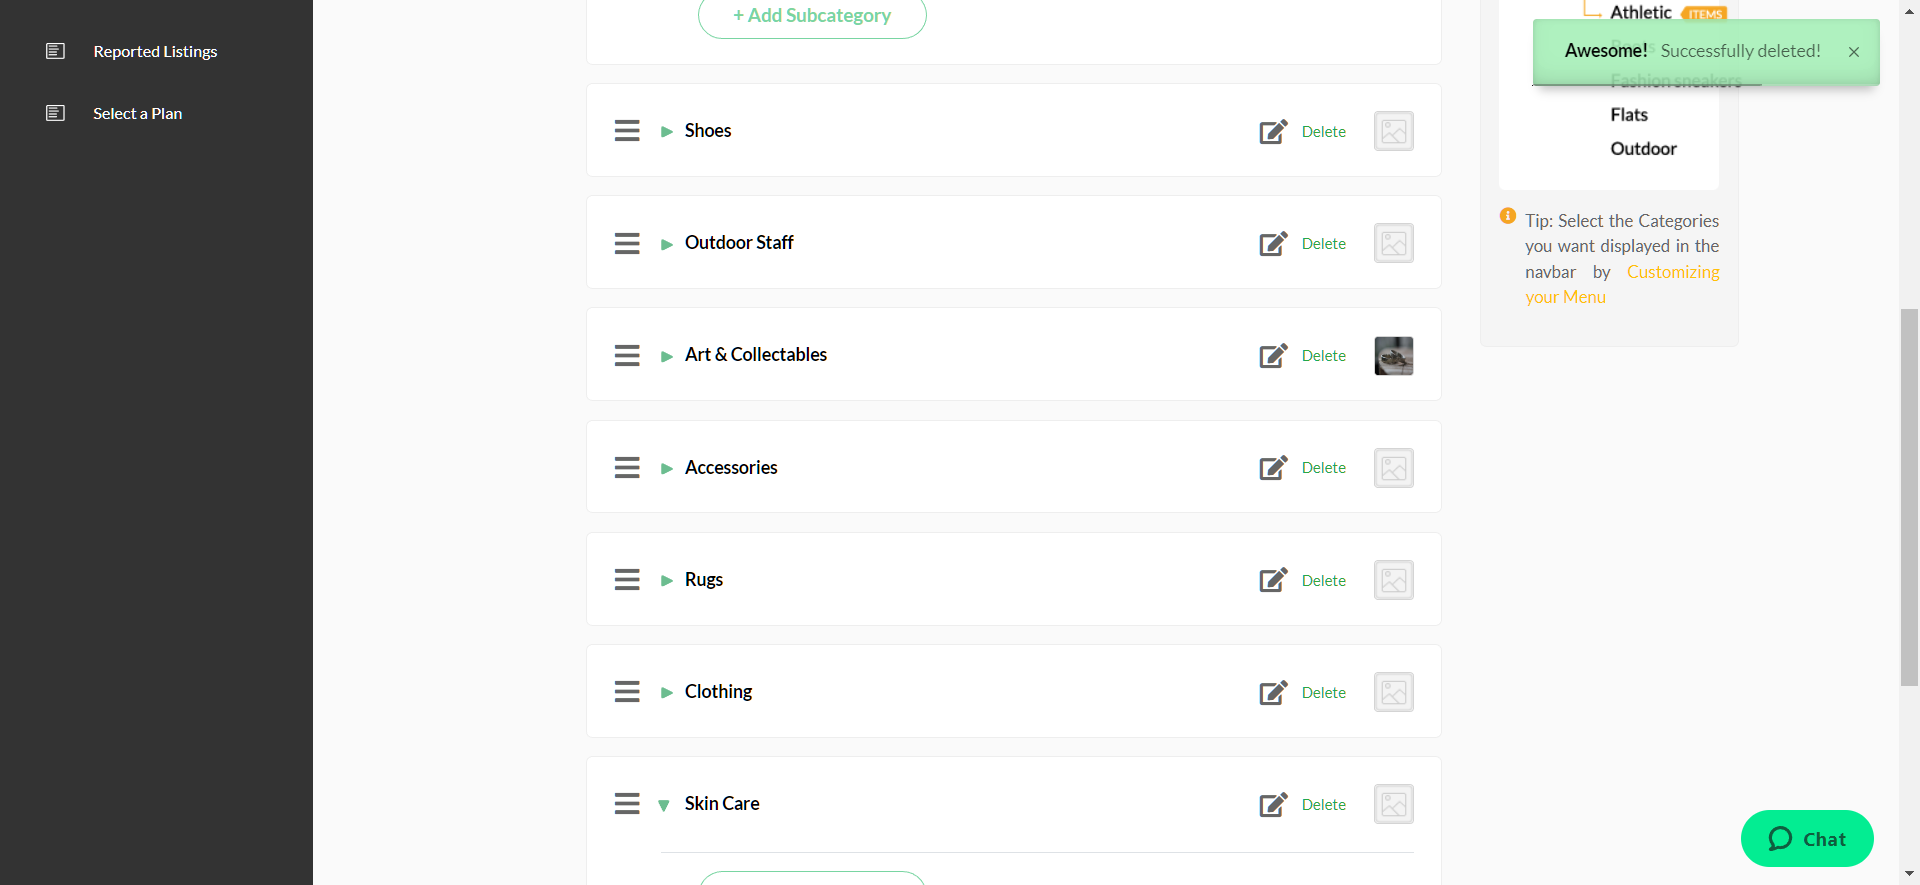 Reported Listings
Select a Plan
+ Add Subcategory
Shoes
Delete
Outdoor Staff
Delete
Art & Collectables
Delete
Accessories
Delete
Rugs
Delete
Clothing
Delete
Skin Care
Delete
Athletic ITEMS
Awesome! Successfully deleted!
Fashion sneakers
Flats
Outdoor
Tip: Select the Categories
you want displayed in the
navbar by Customizing
your Menu
Chat